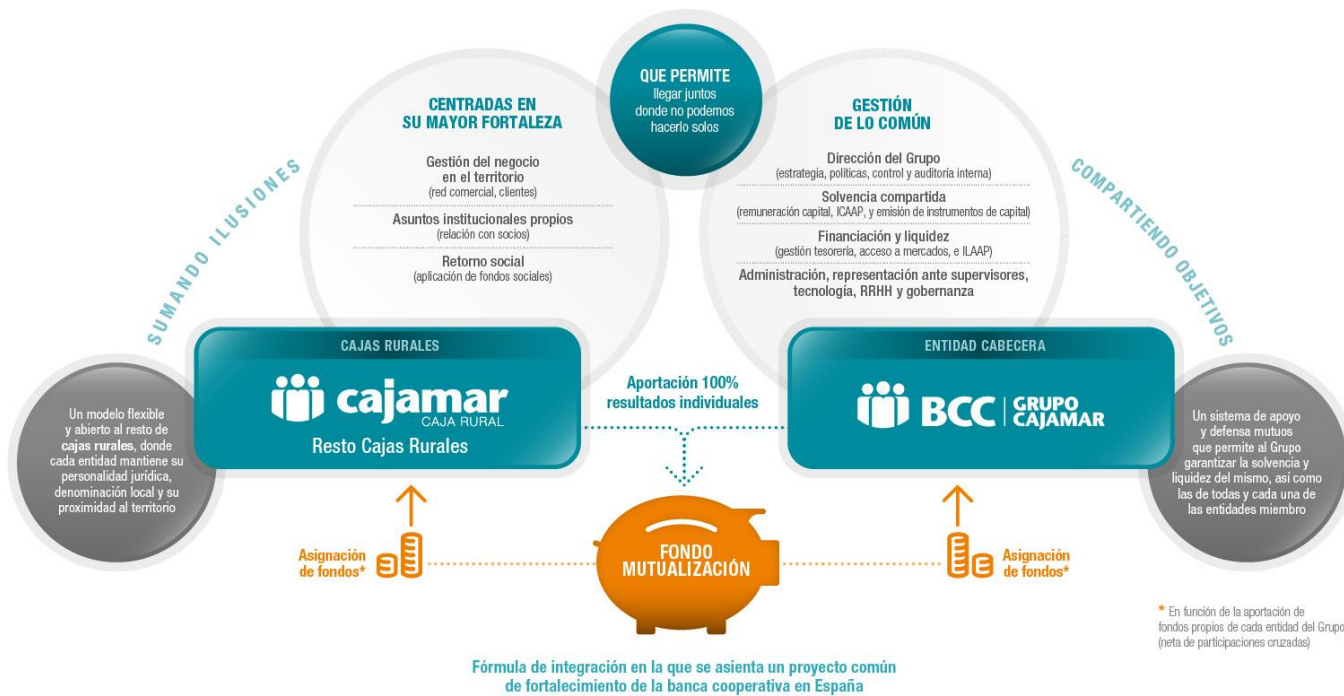 QUE PERMITE
llegar juntos
donde no podemos
hacerlo solos
CENTRADAS EN
SU MAYOR FORTALEZA
Gestión del negocio
en el territorio
(red comercial, clientes)
Asuntos institucionales propios
(relación con socios)
Retorno social
(aplicación de fondos sociales)
GESTIÓN
DE LO COMÚN
Dirección del Grupo
(estrategia, políticas, control y auditoría interna)
Solvencia compartida
(remuneración capital, ICAAP, y emisión de instrumentos de capital)
Financiación y liquidez
(gestión tesorería, acceso a mercados, e ILAAP)
Administración, representación ante supervisores,
tecnología, RRHH y gobernanza
SUMANDO ILUSIONES
COMPARTIENDO OBJETIVOS
CAJAS RURALES
cajamar
CAJA RURAL
Resto Cajas Rurales
Aportación 100%
resultados individuales
ENTIDAD CABECERA
BCC
GRUPO
CAJAMAR
Un modelo flexible
y abierto al resto de
cajas rurales, donde
cada entidad mantiene su
personalidad jurídica,
denominación local y su
proximidad al territorio
Un sistema de apoyo
y defensa mutuos
que permite al Grupo
garantizar la solvencia y
liquidez del mismo, así como
las de todas y cada una de
las entidades miembro
Asignación
de fondos*
FONDO
MUTUALIZACIÓN
Asignación
de fondos*
* En función de la aportación de
fondos propios de cada entidad del Grupo
(neta de participaciones cruzadas)
Fórmula de integración en la que se asienta un proyecto común
de fortalecimiento de la banca cooperativa en España